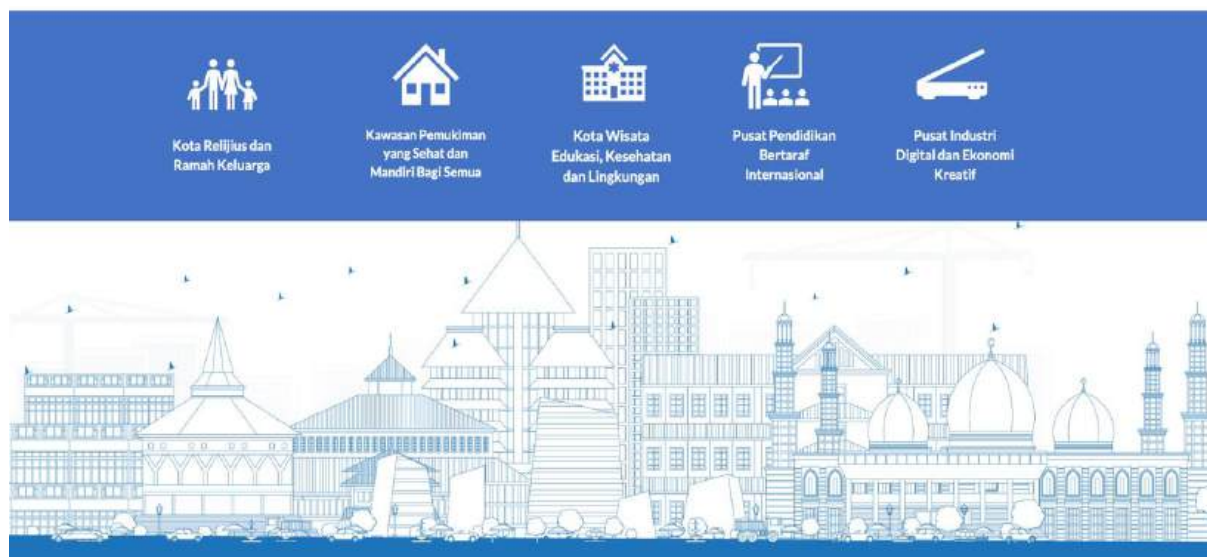 Kota Relijius dan
Ramah Keluarga
Kawasan Pemukiman
yang Sehat dan
Mandiri Bagi Semua
Kota Wisata
Edukasi, Kesehatan
dan Lingkungan
Pusat Pendidikan
Bertaraf
Internasional
Pusat Industri
Digital dan Ekonomi
Kreatif